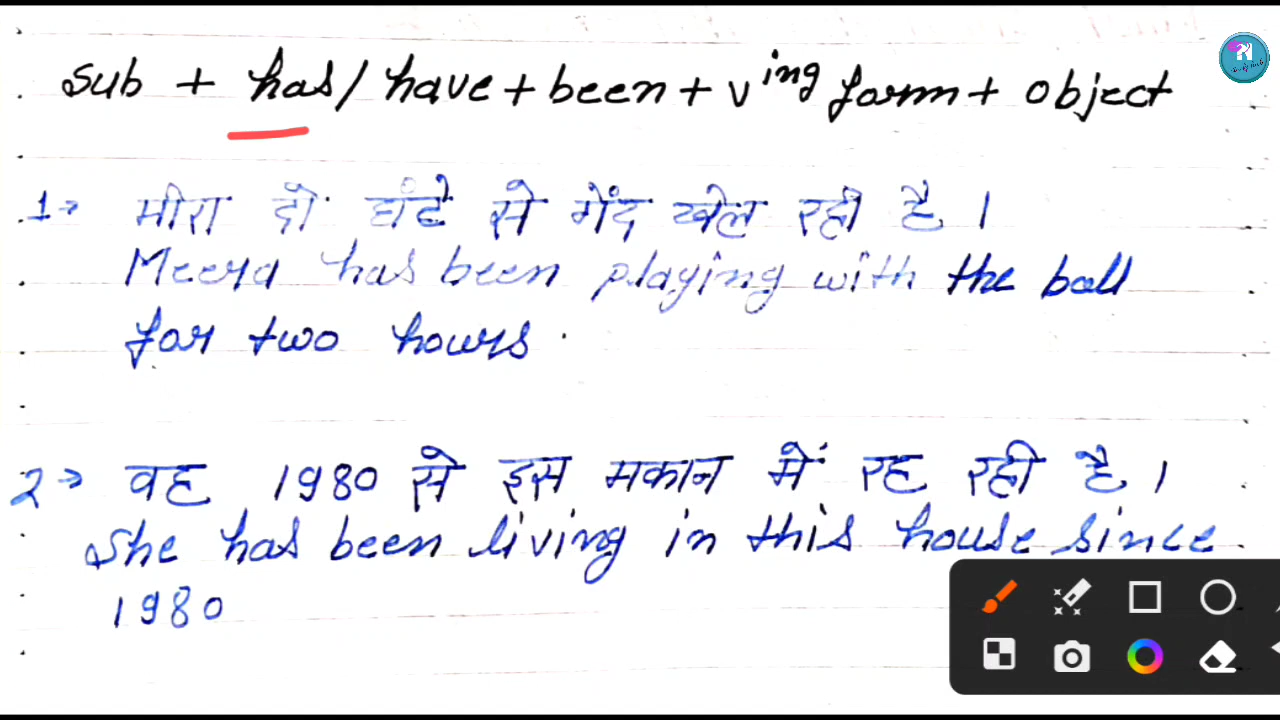 sub + has/have + been + v ing form + object
1→ मीरा दो घंटे से गेंद खेल रही है।
Meera has been playing with the ball
for two hours.
2→ वह 1980 से इस मकान में रह रही है।
She has been living in this house since
1980